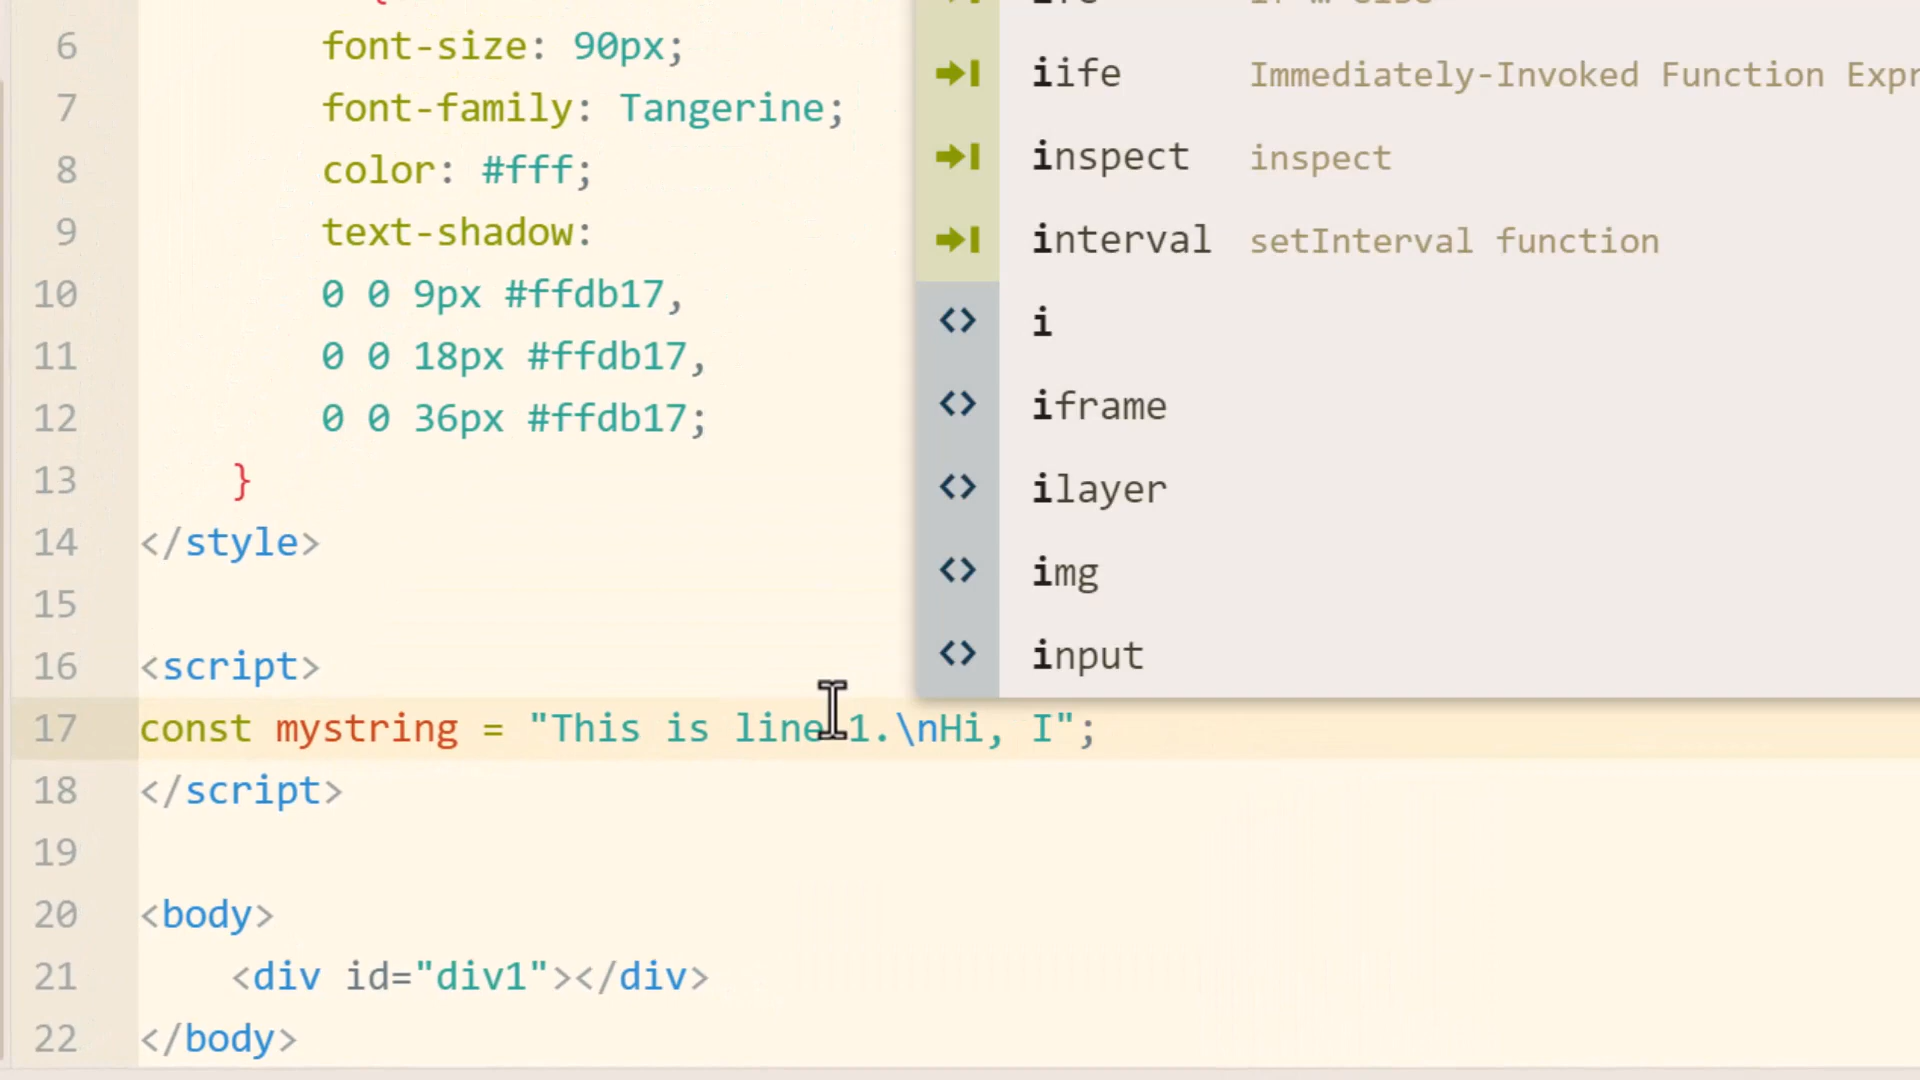 6 font-size: 90px;
7 font-family: Tangerine;
8 color: #fff;
9 text-shadow:
10 0 0 9px #ffdb17,
11 0 0 18px #ffdb17,
12 0 0 36px #ffdb17;
13 }
14 </style>
15
16 <script>
17 const mystring = "This is line 1.\nHi, I";
18 </script>
19
20 <body>
21 <div id="div1"></div>
22 </body>
iife Immediately-Invoked Function Expr
inspect inspect
interval setInterval function
i
iframe
ilayer
img
input